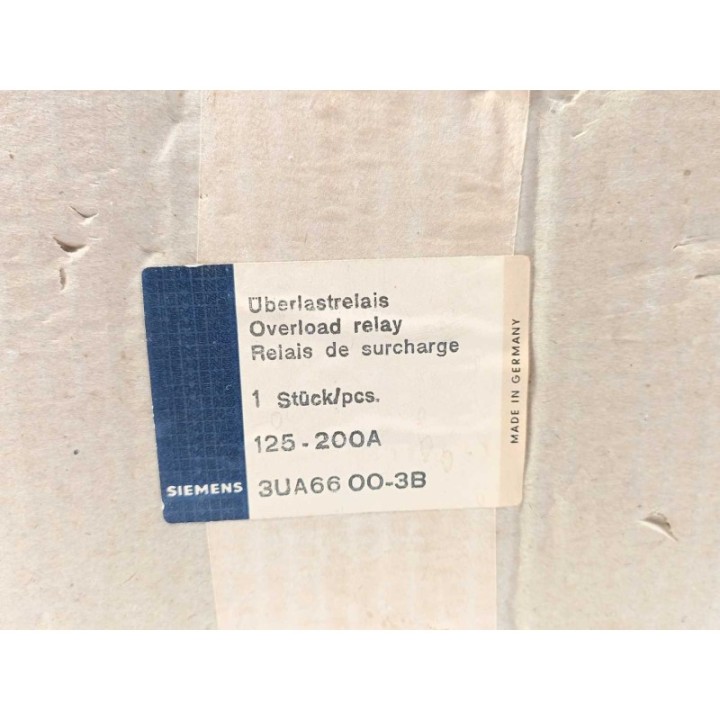 Überlastrelais
Overload relay
Relais de surcharge
1 Stück/pcs.
125-200A
3UA66 00-3B
SIEMENS
MADE IN GERMANY